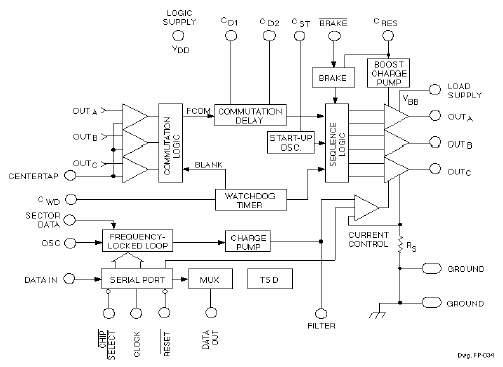 LOGIC
SUPPLY
VDD
CD1
CD2
CST
BRAKE
CRES
BOOST
CHARGE
PUMP
BRAKE
LOAD
SUPPLY
VBB
OUTA
FCOM
COMMUTATION
DELAY
OUTA
OUTB
COMMUTATION
LOGIC
START-UP
OSC.
SEQUENCE
LOGIC
OUTB
OUTC
BLANK
OUTC
CENTERTAP
CWD
WATCHDOG
TIMER
SECTOR
DATA
FREQUENCY-
LOCKED LOOP
CHARGE
PUMP
CURRENT
CONTROL
RS
OSC
DATA IN
SERIAL PORT
MUX
TSD
GROUND
GROUND
CHIP
SELECT
CLOCK
RESET
DATA
OUT
FILTER
Dwg. FP-034